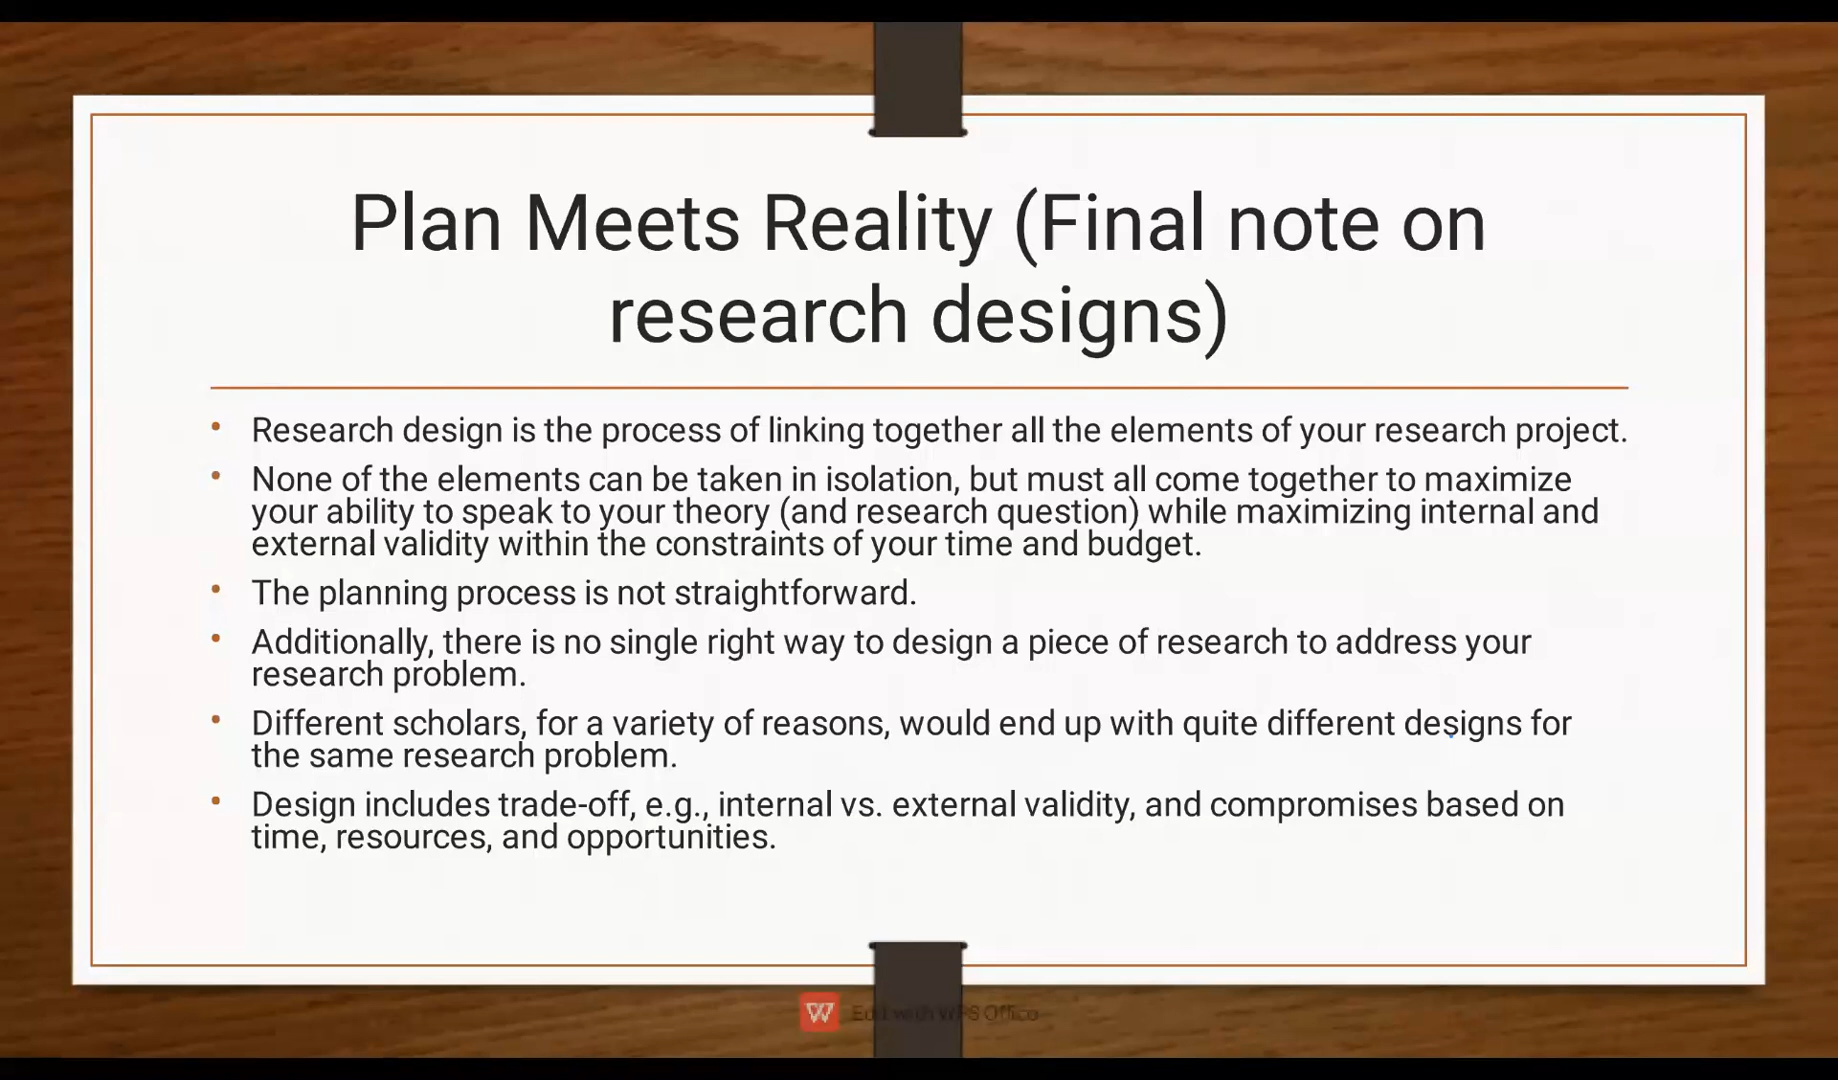 Plan Meets Reality (Final note on
research designs)
• Research design is the process of linking together all the elements of your research project.
• None of the elements can be taken in isolation, but must all come together to maximize
your ability to speak to your theory (and research question) while maximizing internal and
external validity within the constraints of your time and budget.
• The planning process is not straightforward.
• Additionally, there is no single right way to design a piece of research to address your
research problem.
• Different scholars, for a variety of reasons, would end up with quite different designs for
the same research problem.
• Design includes trade-off, e.g., internal vs. external validity, and compromises based on
time, resources, and opportunities.
W Edit with WPS Office